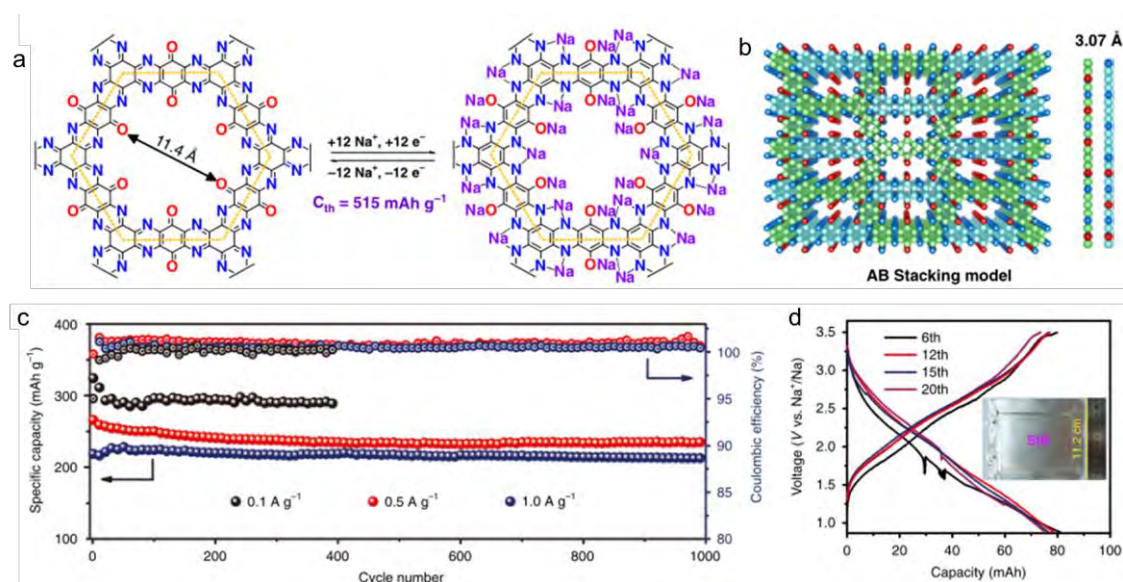 a
11.4 Å
+12 Na⁺, +12 e⁻
−12 Na⁺, −12 e⁻
Cth = 515 mAh g⁻¹
N
O
Na
ONa
b
3.07 Å
AB Stacking model
c
Specific capacity (mAh g⁻¹)
400
300
200
100
Coulombic efficiency (%)
100
95
90
85
80
0.1 A g⁻¹
0.5 A g⁻¹
1.0 A g⁻¹
0 200 400 600 800 1000
Cycle number
d
Voltage (V vs. Na⁺/Na)
3.5
3.0
2.5
2.0
1.5
1.0
6th
12th
15th
20th
11.2 cm
0 20 40 60 80
Capacity (mAh)